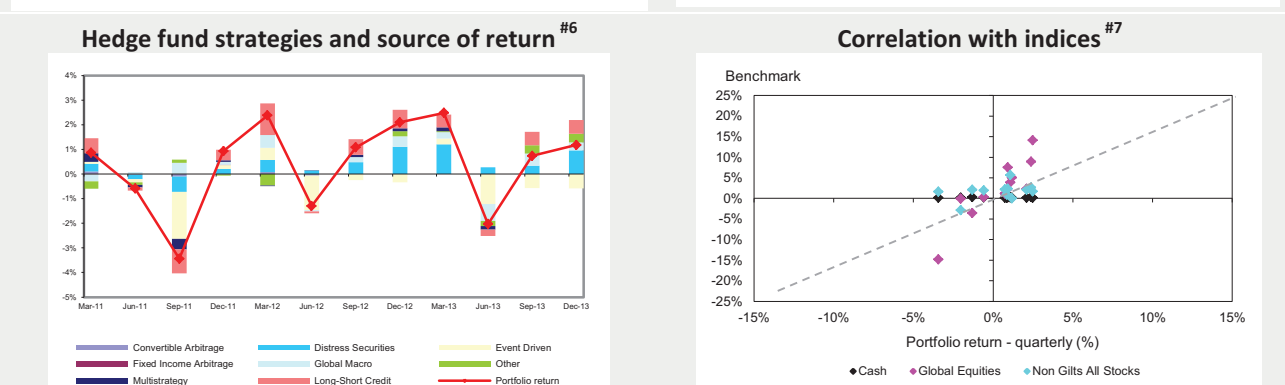 Hedge fund strategies and source of return #6
4%
3%
2%
1%
0%
-1%
-2%
-3%
-4%
-5%
Mar-11 Jun-11 Sep-11 Dec-11 Mar-12 Jun-12 Sep-12 Dec-12 Mar-13 Jun-13 Sep-13 Dec-13
Convertible Arbitrage Distress Securities Event Driven
Fixed Income Arbitrage Global Macro Other
Multistrategy Long-Short Credit Portfolio return
Correlation with indices #7
Benchmark
25%
20%
15%
10%
5%
0%
-5%
-10%
-15%
-20%
-25%
-15% -10% -5% 0% 5% 10% 15%
Portfolio return - quarterly (%)
Cash Global Equities Non Gilts All Stocks